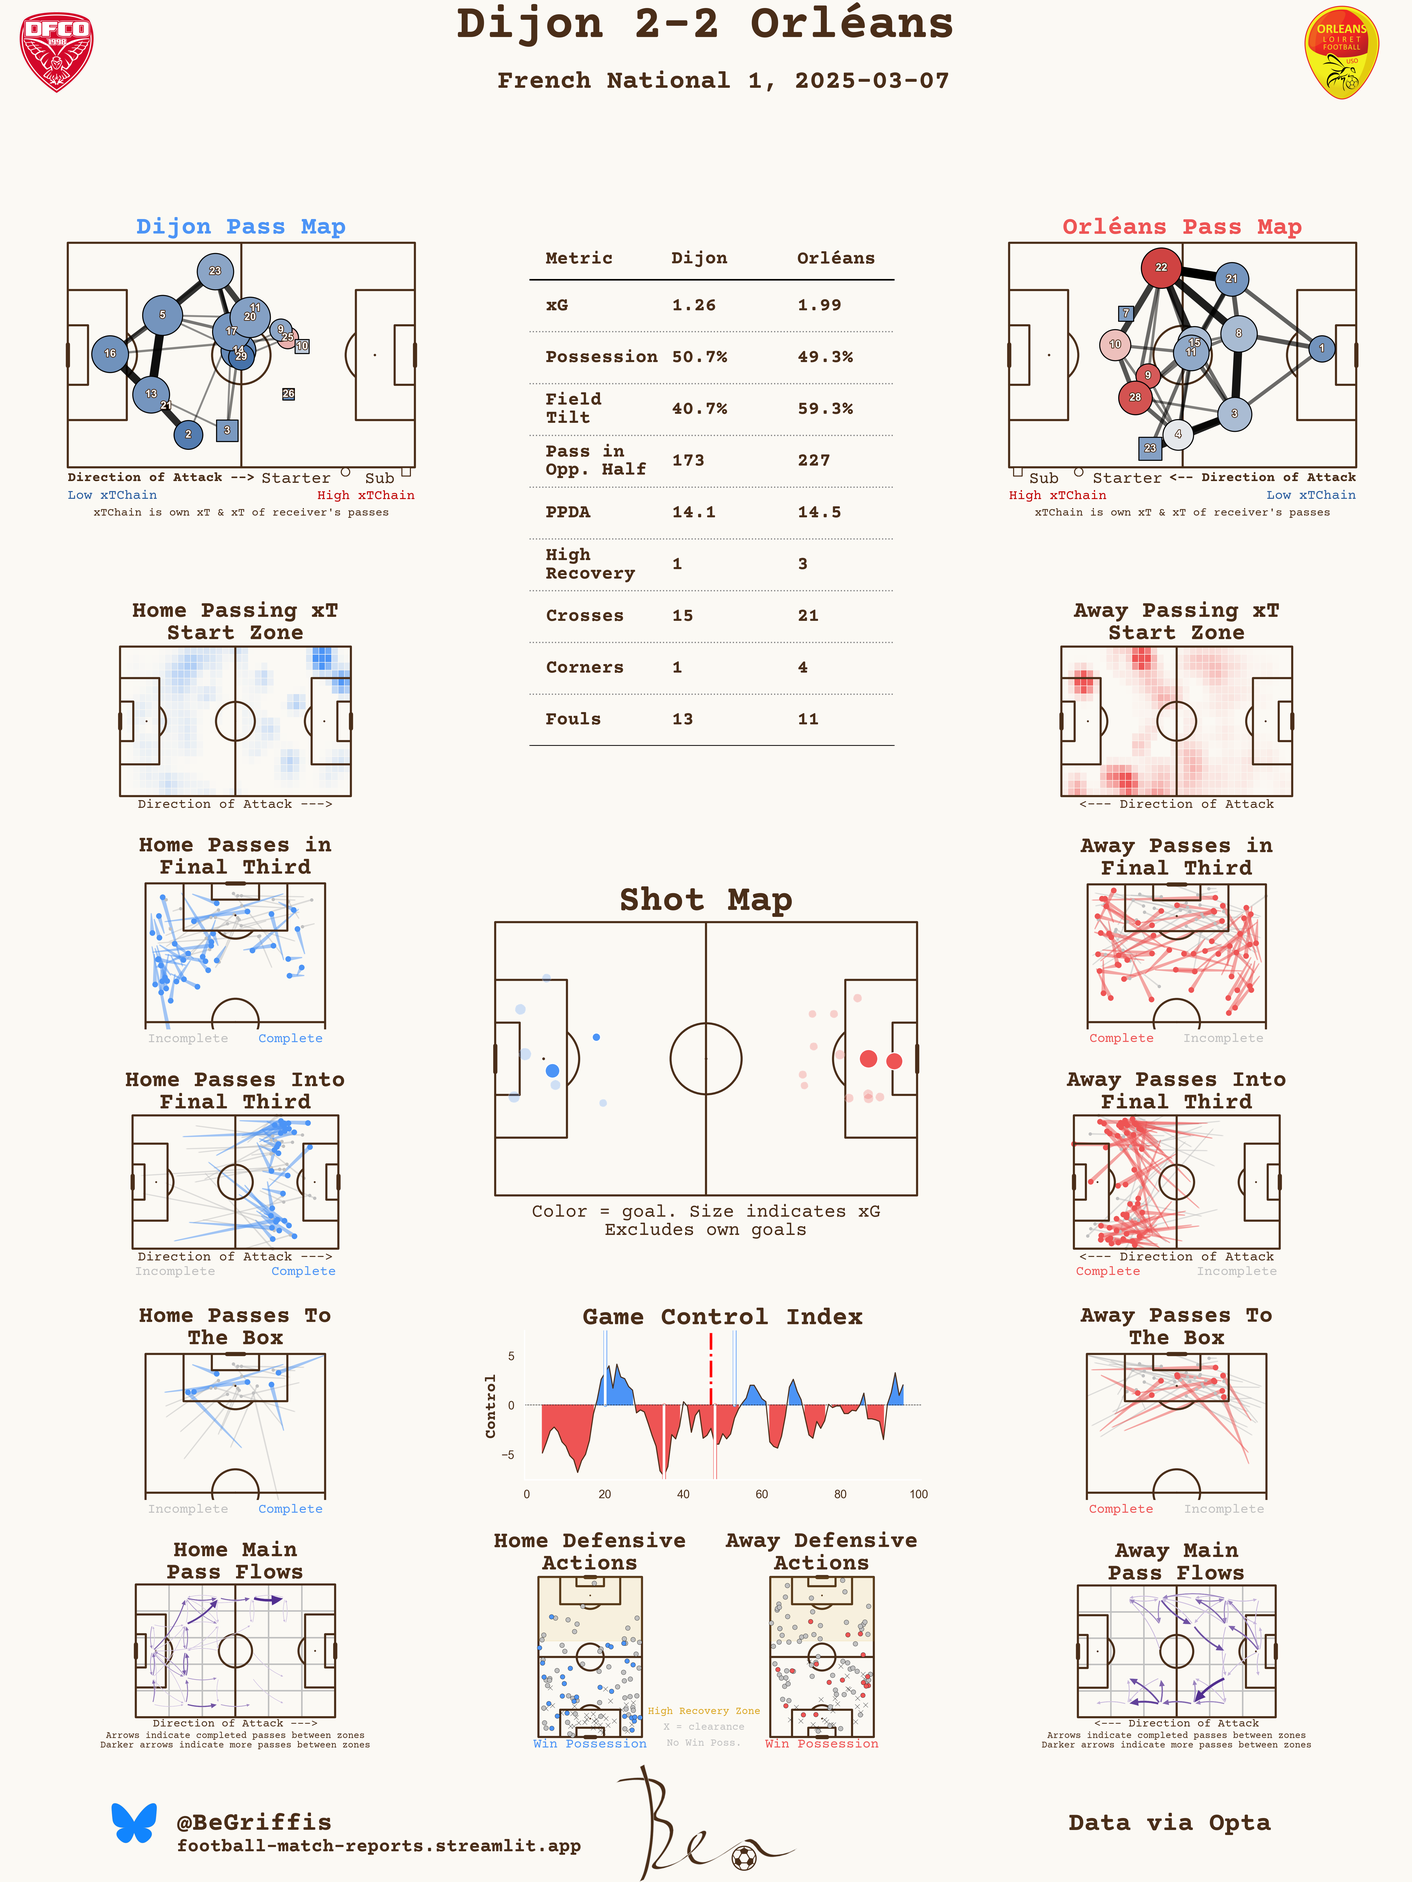 Dijon 2-2 Orléans
French National 1, 2025-03-07
DFCO
1998
ORLEANS
LOIRET
FOOTBALL
USO
Dijon Pass Map
23
5
11
20
17
9
25
10
14
29
16
13
21
26
2
3
Direction of Attack --> Starter Sub
Low xTChain High xTChain
xTChain is own xT & xT of receiver's passes
Metric Dijon Orléans
xG 1.26 1.99
Possession 50.7% 49.3%
Field
Tilt 40.7% 59.3%
Pass in
Opp. Half 173 227
PPDA 14.1 14.5
High
Recovery 1 3
Crosses 15 21
Corners 1 4
Fouls 13 11
Orléans Pass Map
22
21
7
8
10
15
11
1
9
28
3
4
23
Sub Starter <-- Direction of Attack
High xTChain Low xTChain
xTChain is own xT & xT of receiver's passes
Home Passing xT
Start Zone
Direction of Attack --->
Away Passing xT
Start Zone
<--- Direction of Attack
Home Passes in
Final Third
Incomplete Complete
Away Passes in
Final Third
Complete Incomplete
Shot Map
Color = goal. Size indicates xG
Excludes own goals
Home Passes Into
Final Third
Direction of Attack --->
Incomplete Complete
Away Passes Into
Final Third
<--- Direction of Attack
Complete Incomplete
Home Passes To
The Box
Incomplete Complete
Game Control Index
Control
5
0
−5
0
0 20 40 60 80 100
Away Passes To
The Box
Complete Incomplete
Home Main
Pass Flows
Direction of Attack --->
Arrows indicate completed passes between zones
Darker arrows indicate more passes between zones
Home Defensive
Actions
Win Possession
Away Defensive
Actions
Win Possession
High Recovery Zone
X = clearance
No Win Poss.
Away Main
Pass Flows
<--- Direction of Attack
Arrows indicate completed passes between zones
Darker arrows indicate more passes between zones
@BeGriffis
football-match-reports.streamlit.app
Ben
Data via Opta